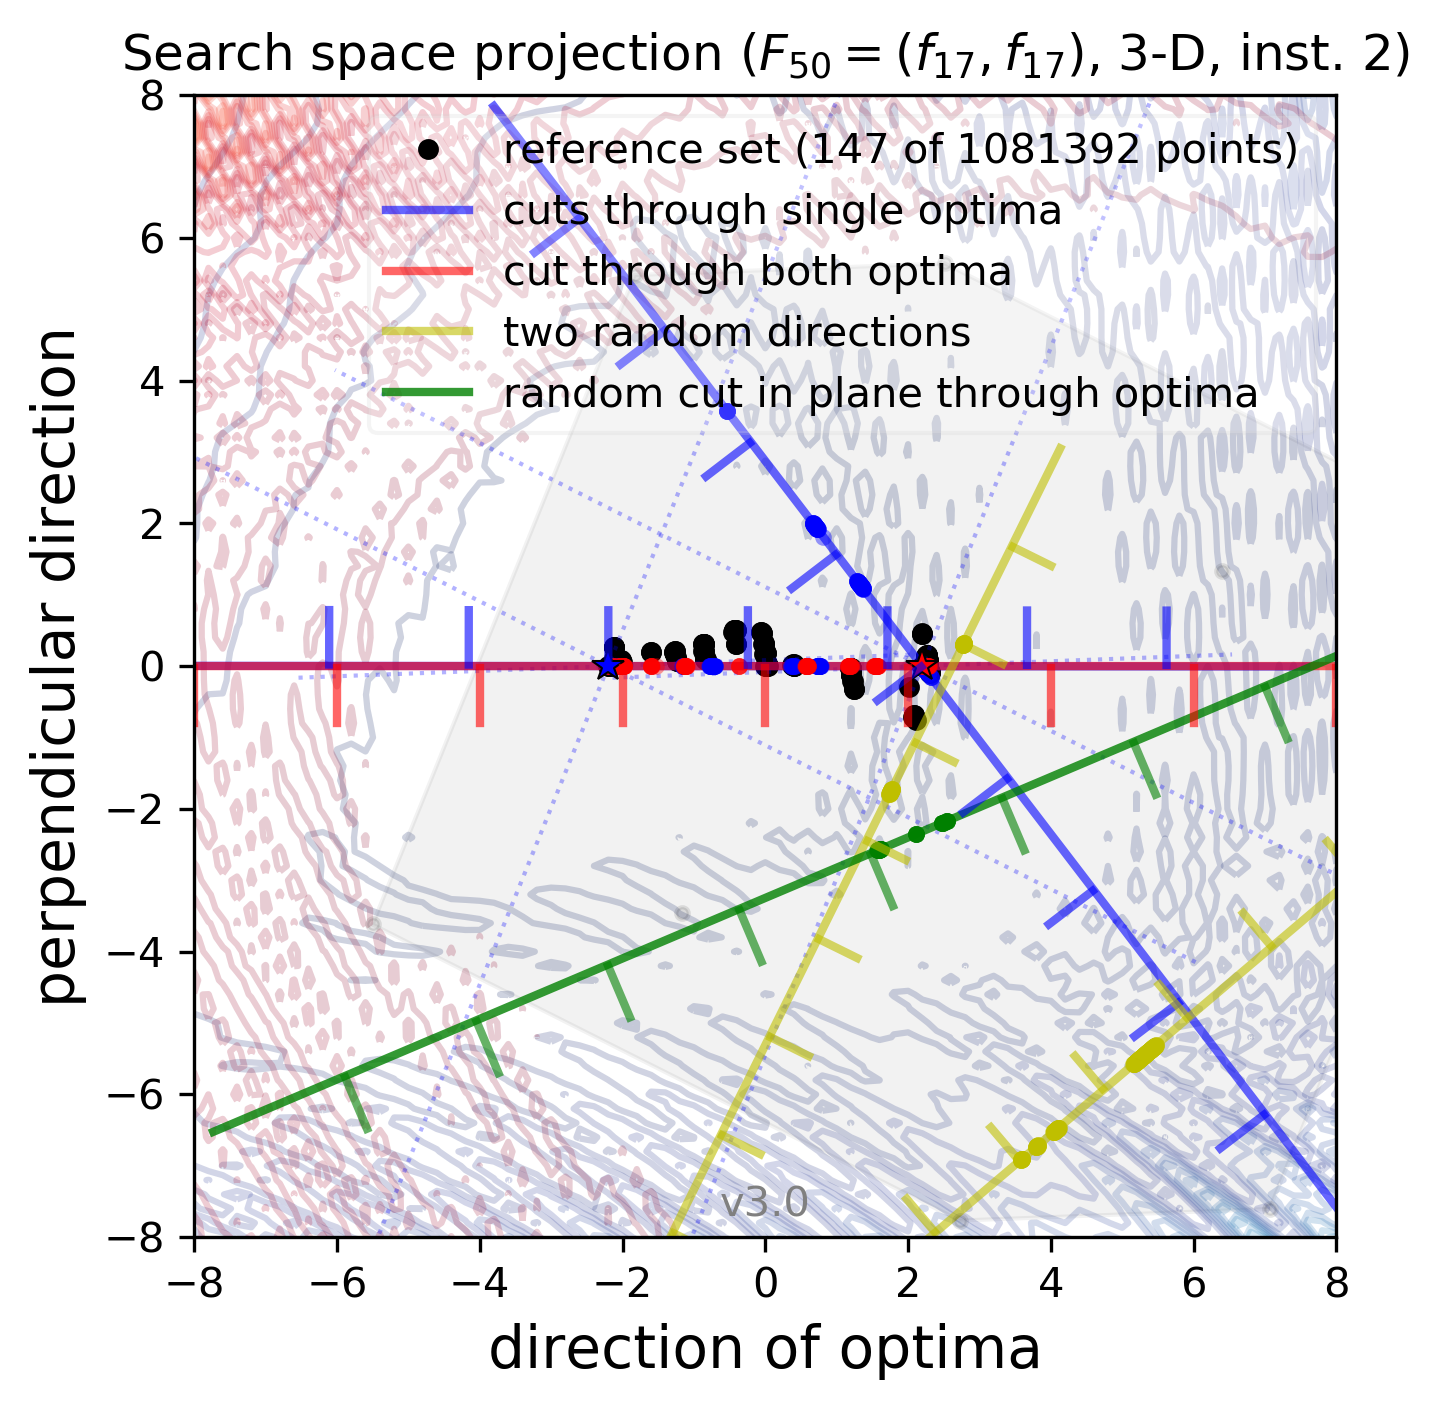 Search space projection (F50 = (f17, f17), 3-D, inst. 2)
reference set (147 of 1081392 points)
cuts through single optima
cut through both optima
two random directions
random cut in plane through optima
perpendicular direction
8
6
4
2
0
−2
−4
−6
−8
v3.0
−8 −6 −4 −2 0 2 4 6 8
direction of optima